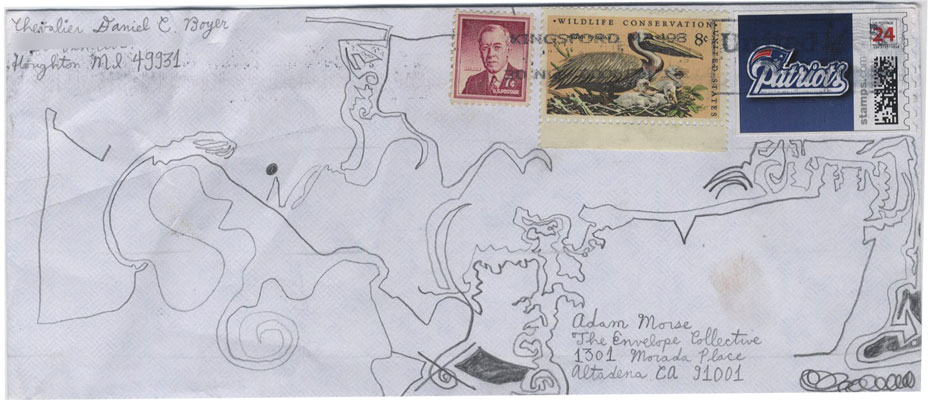 Chevalier Daniel C. Boyer
Houghton MI 49931
7¢
U.S. POSTAGE
WILDLIFE CONSERVATION
8¢
UNITED STATES
KINGSFORD MI 498
Patriots
24
stamps.com
Adam Morse
The Envelope Collective
1301 Morada Place
Altadena CA 91001